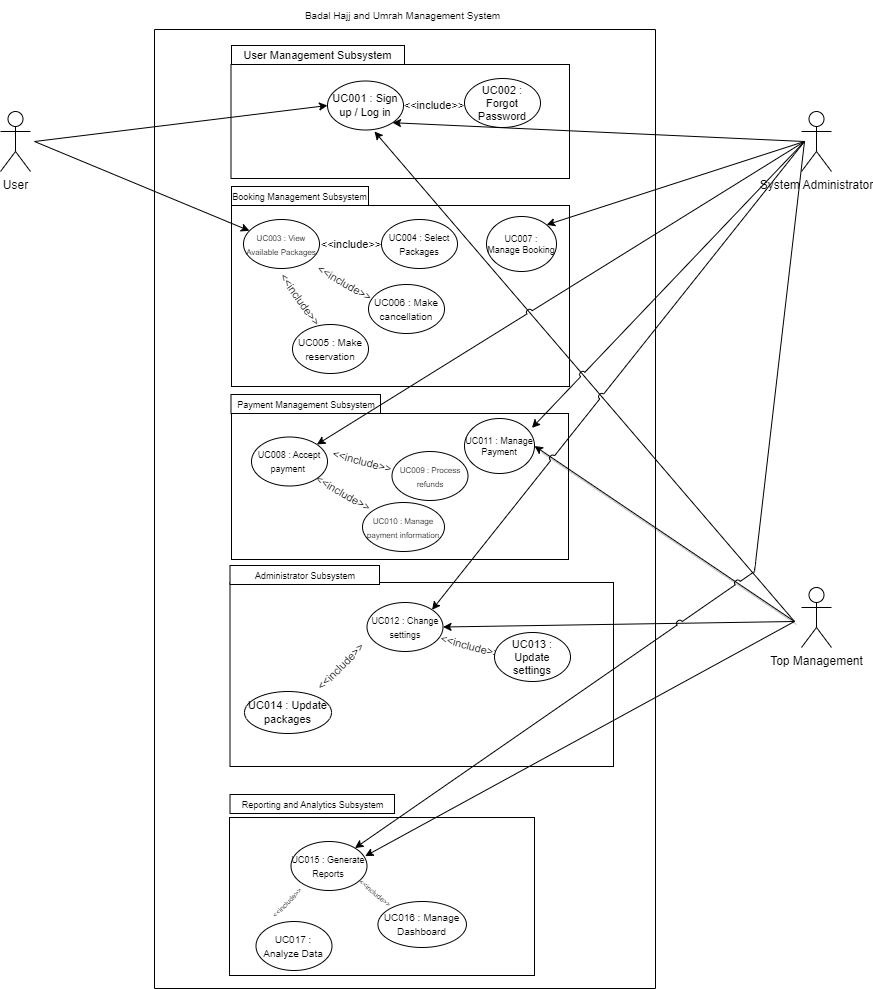 Badal Hajj and Umrah Management System
User Management Subsystem
UC001 : Sign
up / Log in
<<include>>
UC002 :
Forgot
Password
User
System Administrator
Booking Management Subsystem
UC003 : View
Available Packages
<<include>>
UC004 : Select
Packages
UC007 :
Manage Booking
<<include>>
<<include>>
UC006 : Make
cancellation
UC005 : Make
reservation
Payment Management Subsystem
UC008 : Accept
payment
<<include>>
UC009 : Process
refunds
UC011 : Manage
Payment
<<include>>
UC010 : Manage
payment information
Administrator Subsystem
UC012 : Change
settings
<<include>>
UC013 :
Update
settings
<<include>>
UC014 : Update
packages
Top Management
Reporting and Analytics Subsystem
UC015 : Generate
Reports
<<include>>
<<include>>
UC016 : Manage
Dashboard
UC017 :
Analyze Data